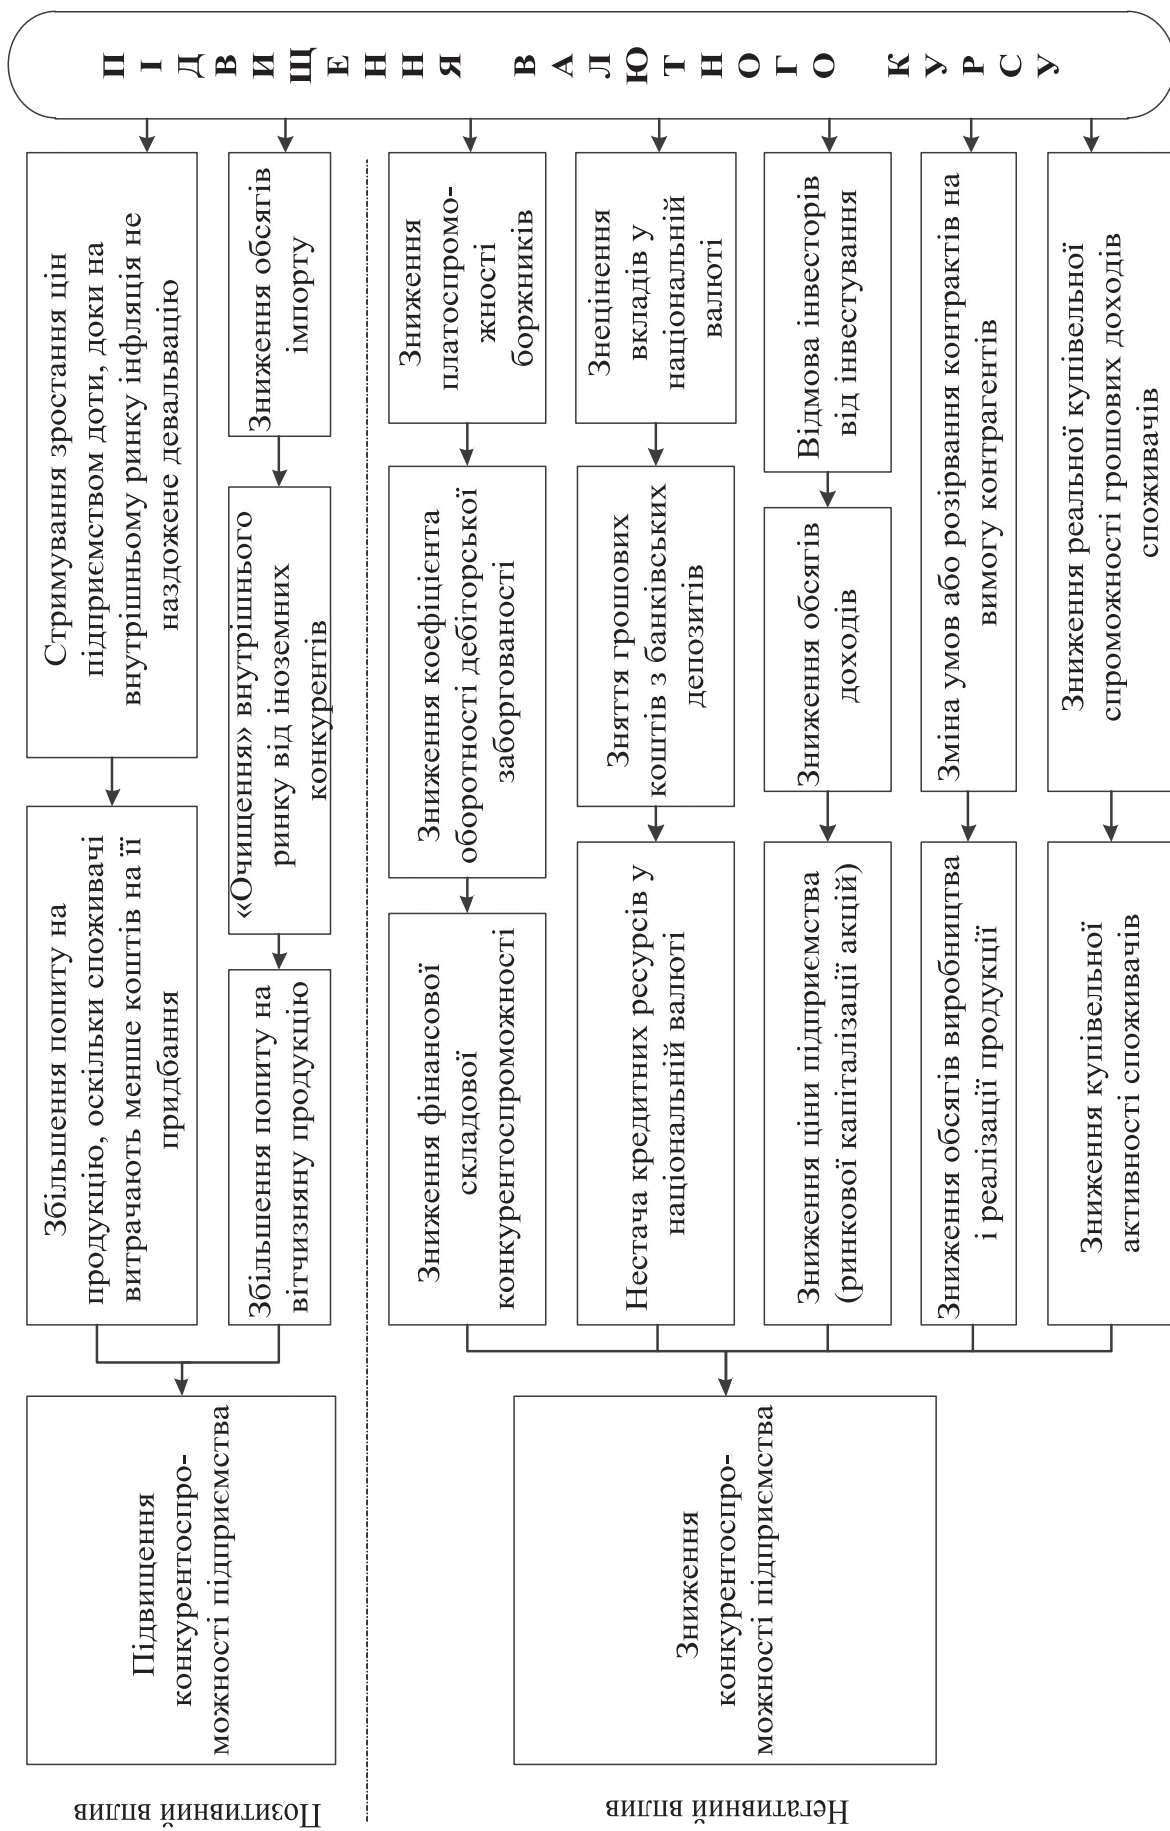 ПІДВИЩЕННЯ ВАЛЮТНОГО КУРСУ
Стримування зростання цін
підприємством доти, доки на
внутрішньому ринку інфляція не
наздожене девальвацію
Збільшення попиту на
продукцію, оскільки споживачі
витрачають менше коштів на її
придбання
Зниження обсягів
імпорту
«Очищення» внутрішнього
ринку від іноземних
конкурентів
Збільшення попиту на
вітчизняну продукцію
Підвищення
конкурентоспро-
можності підприємства
Позитивний вплив
Зниження
платоспромо-
жності
боржників
Зниження коефіцієнта
оборотності дебіторської
заборгованості
Зниження фінансової
складової
конкурентоспроможності
Знецінення
вкладів у
національній
валюті
Зняття грошових
коштів з банківських
депозитів
Нестача кредитних ресурсів у
національній валюті
Відмова інвесторів
від інвестування
Зниження обсягів
доходів
Зниження ціни підприємства
(ринкової капіталізації акцій)
Зміна умов або розірвання контрактів на
вимогу контрагентів
Зниження обсягів виробництва
і реалізації продукції
Зниження реальної купівельної
спроможності грошових доходів
споживачів
Зниження купівельної
активності споживачів
Зниження
конкурентоспро-
можності підприємства
Негативний вплив